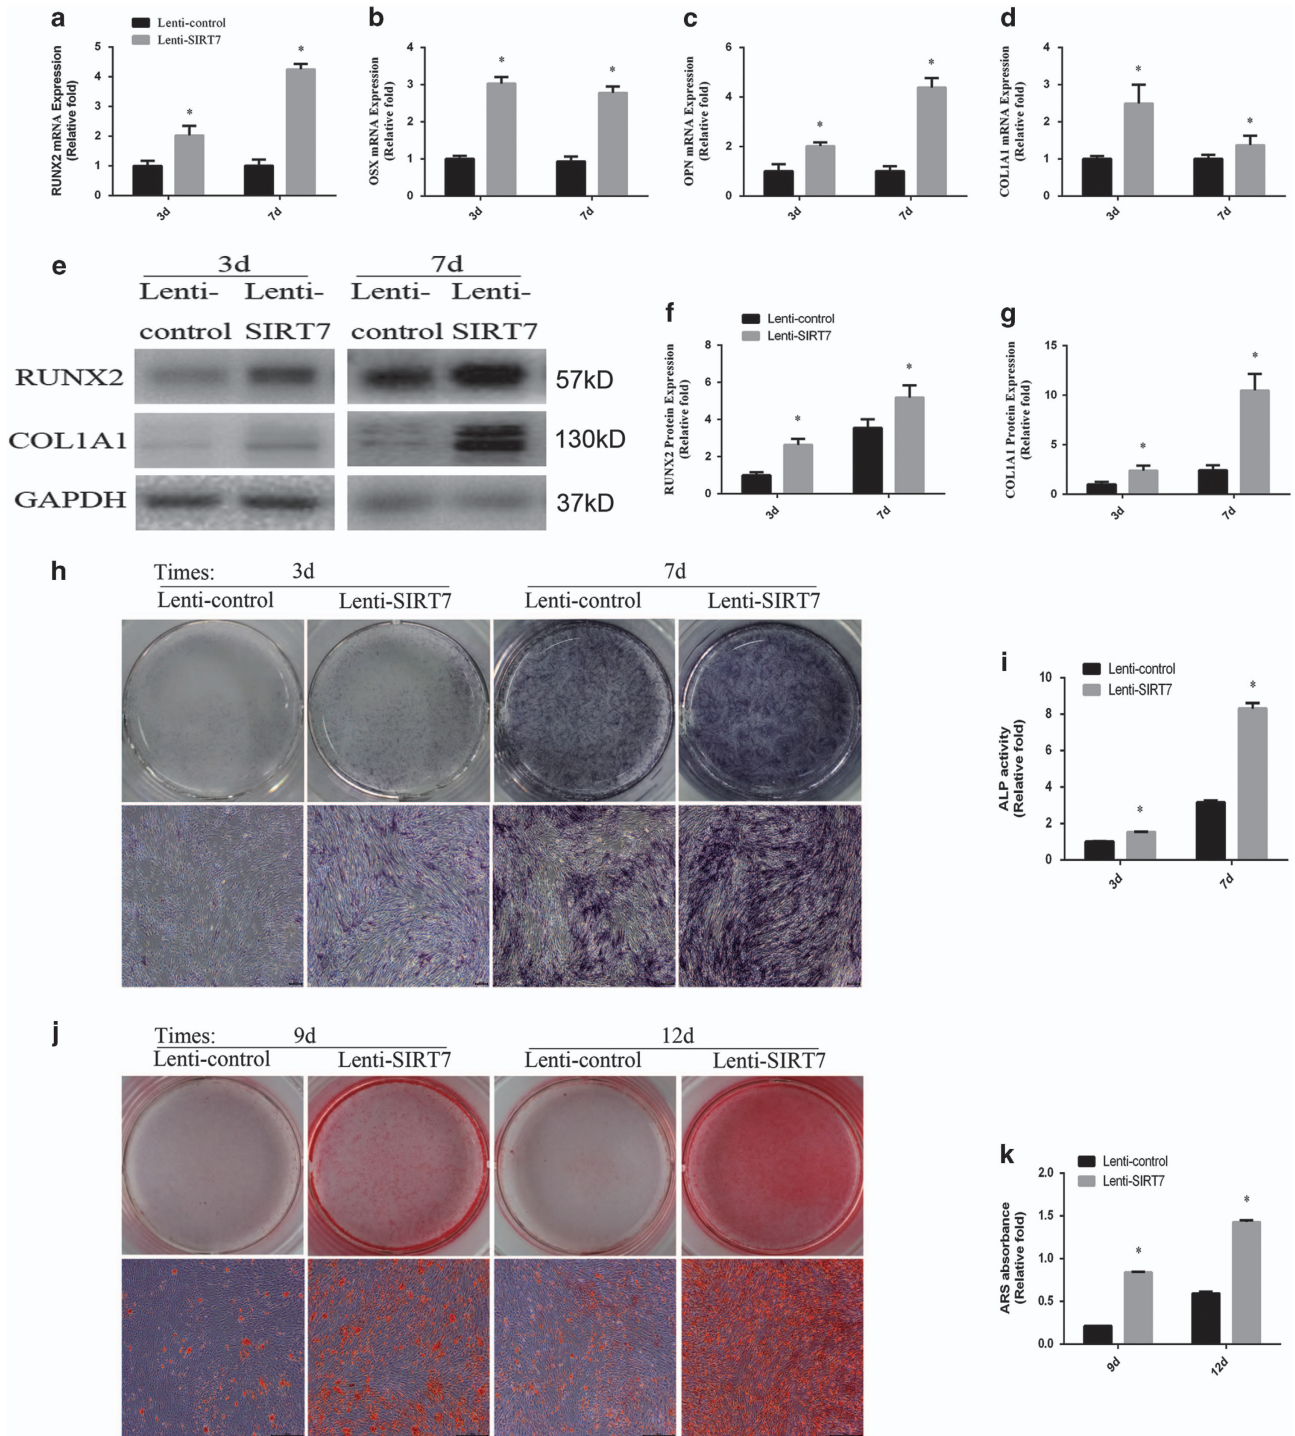 a
Lenti-control
Lenti-SIRT7
RUNX2 mRNA Expression
(Relative fold)
5
4
3
2
1
0
*
*
3d
7d
b
OSX mRNA Expression
(Relative fold)
4
3
2
1
0
*
*
3d
7d
c
OPN mRNA Expression
(Relative fold)
6
4
2
0
*
*
3d
7d
d
COL1A1 mRNA Expression
(Relative fold)
4
3
2
1
0
*
*
3d
7d
e
3d
7d
Lenti- Lenti- Lenti- Lenti-
control SIRT7 control SIRT7
RUNX2
57kD
COL1A1
130kD
GAPDH
37kD
f
Lenti-control
Lenti-SIRT7
RUNX2 Protein Expression
(Relative fold)
8
6
4
2
0
*
*
3d
7d
g
COL1A1 Protein Expression
(Relative fold)
15
10
5
0
*
*
3d
7d
h
Times: 3d 7d
Lenti-control Lenti-SIRT7 Lenti-control Lenti-SIRT7
i
Lenti-control
Lenti-SIRT7
ALP activity
(Relative fold)
10
8
6
4
2
0
*
*
3d
7d
j
Times: 9d 12d
Lenti-control Lenti-SIRT7 Lenti-control Lenti-SIRT7
k
Lenti-control
Lenti-SIRT7
ARS absorbance
(Relative fold)
2.0
1.5
1.0
0.5
0.0
*
*
9d
12d